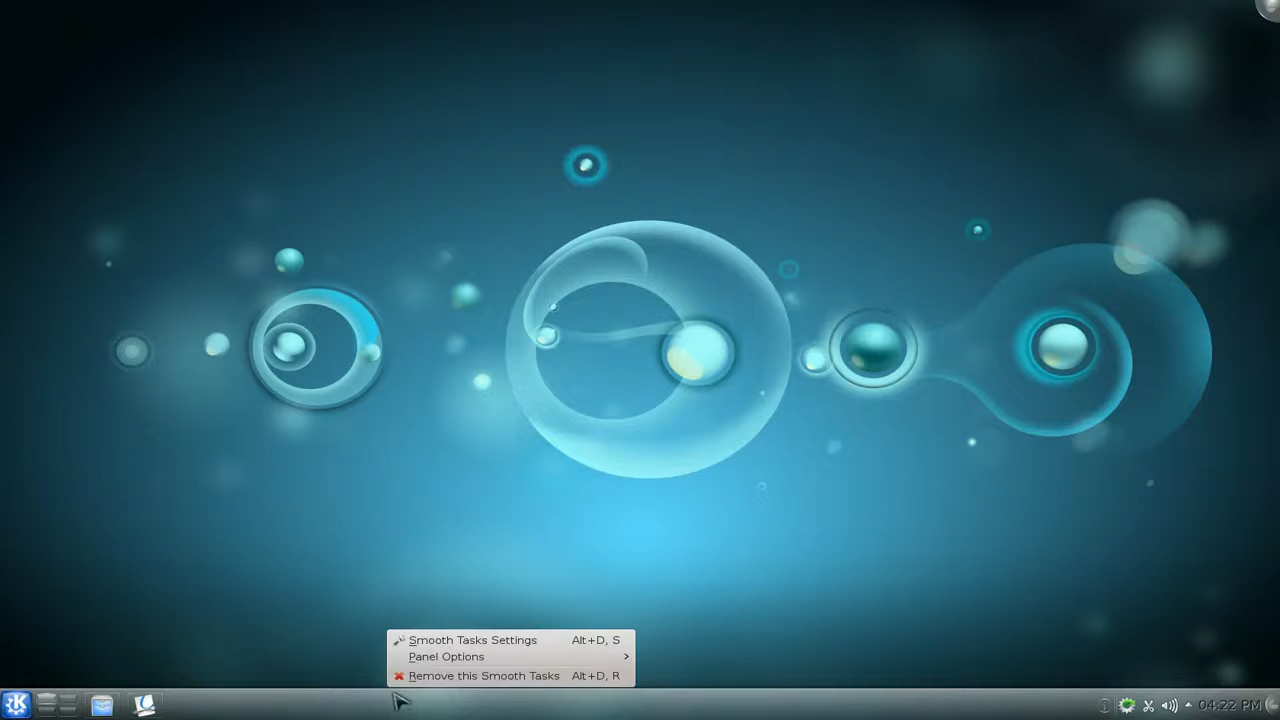 Smooth Tasks Settings Alt+D, S
Panel Options
Remove this Smooth Tasks Alt+D, R
04:22 PM